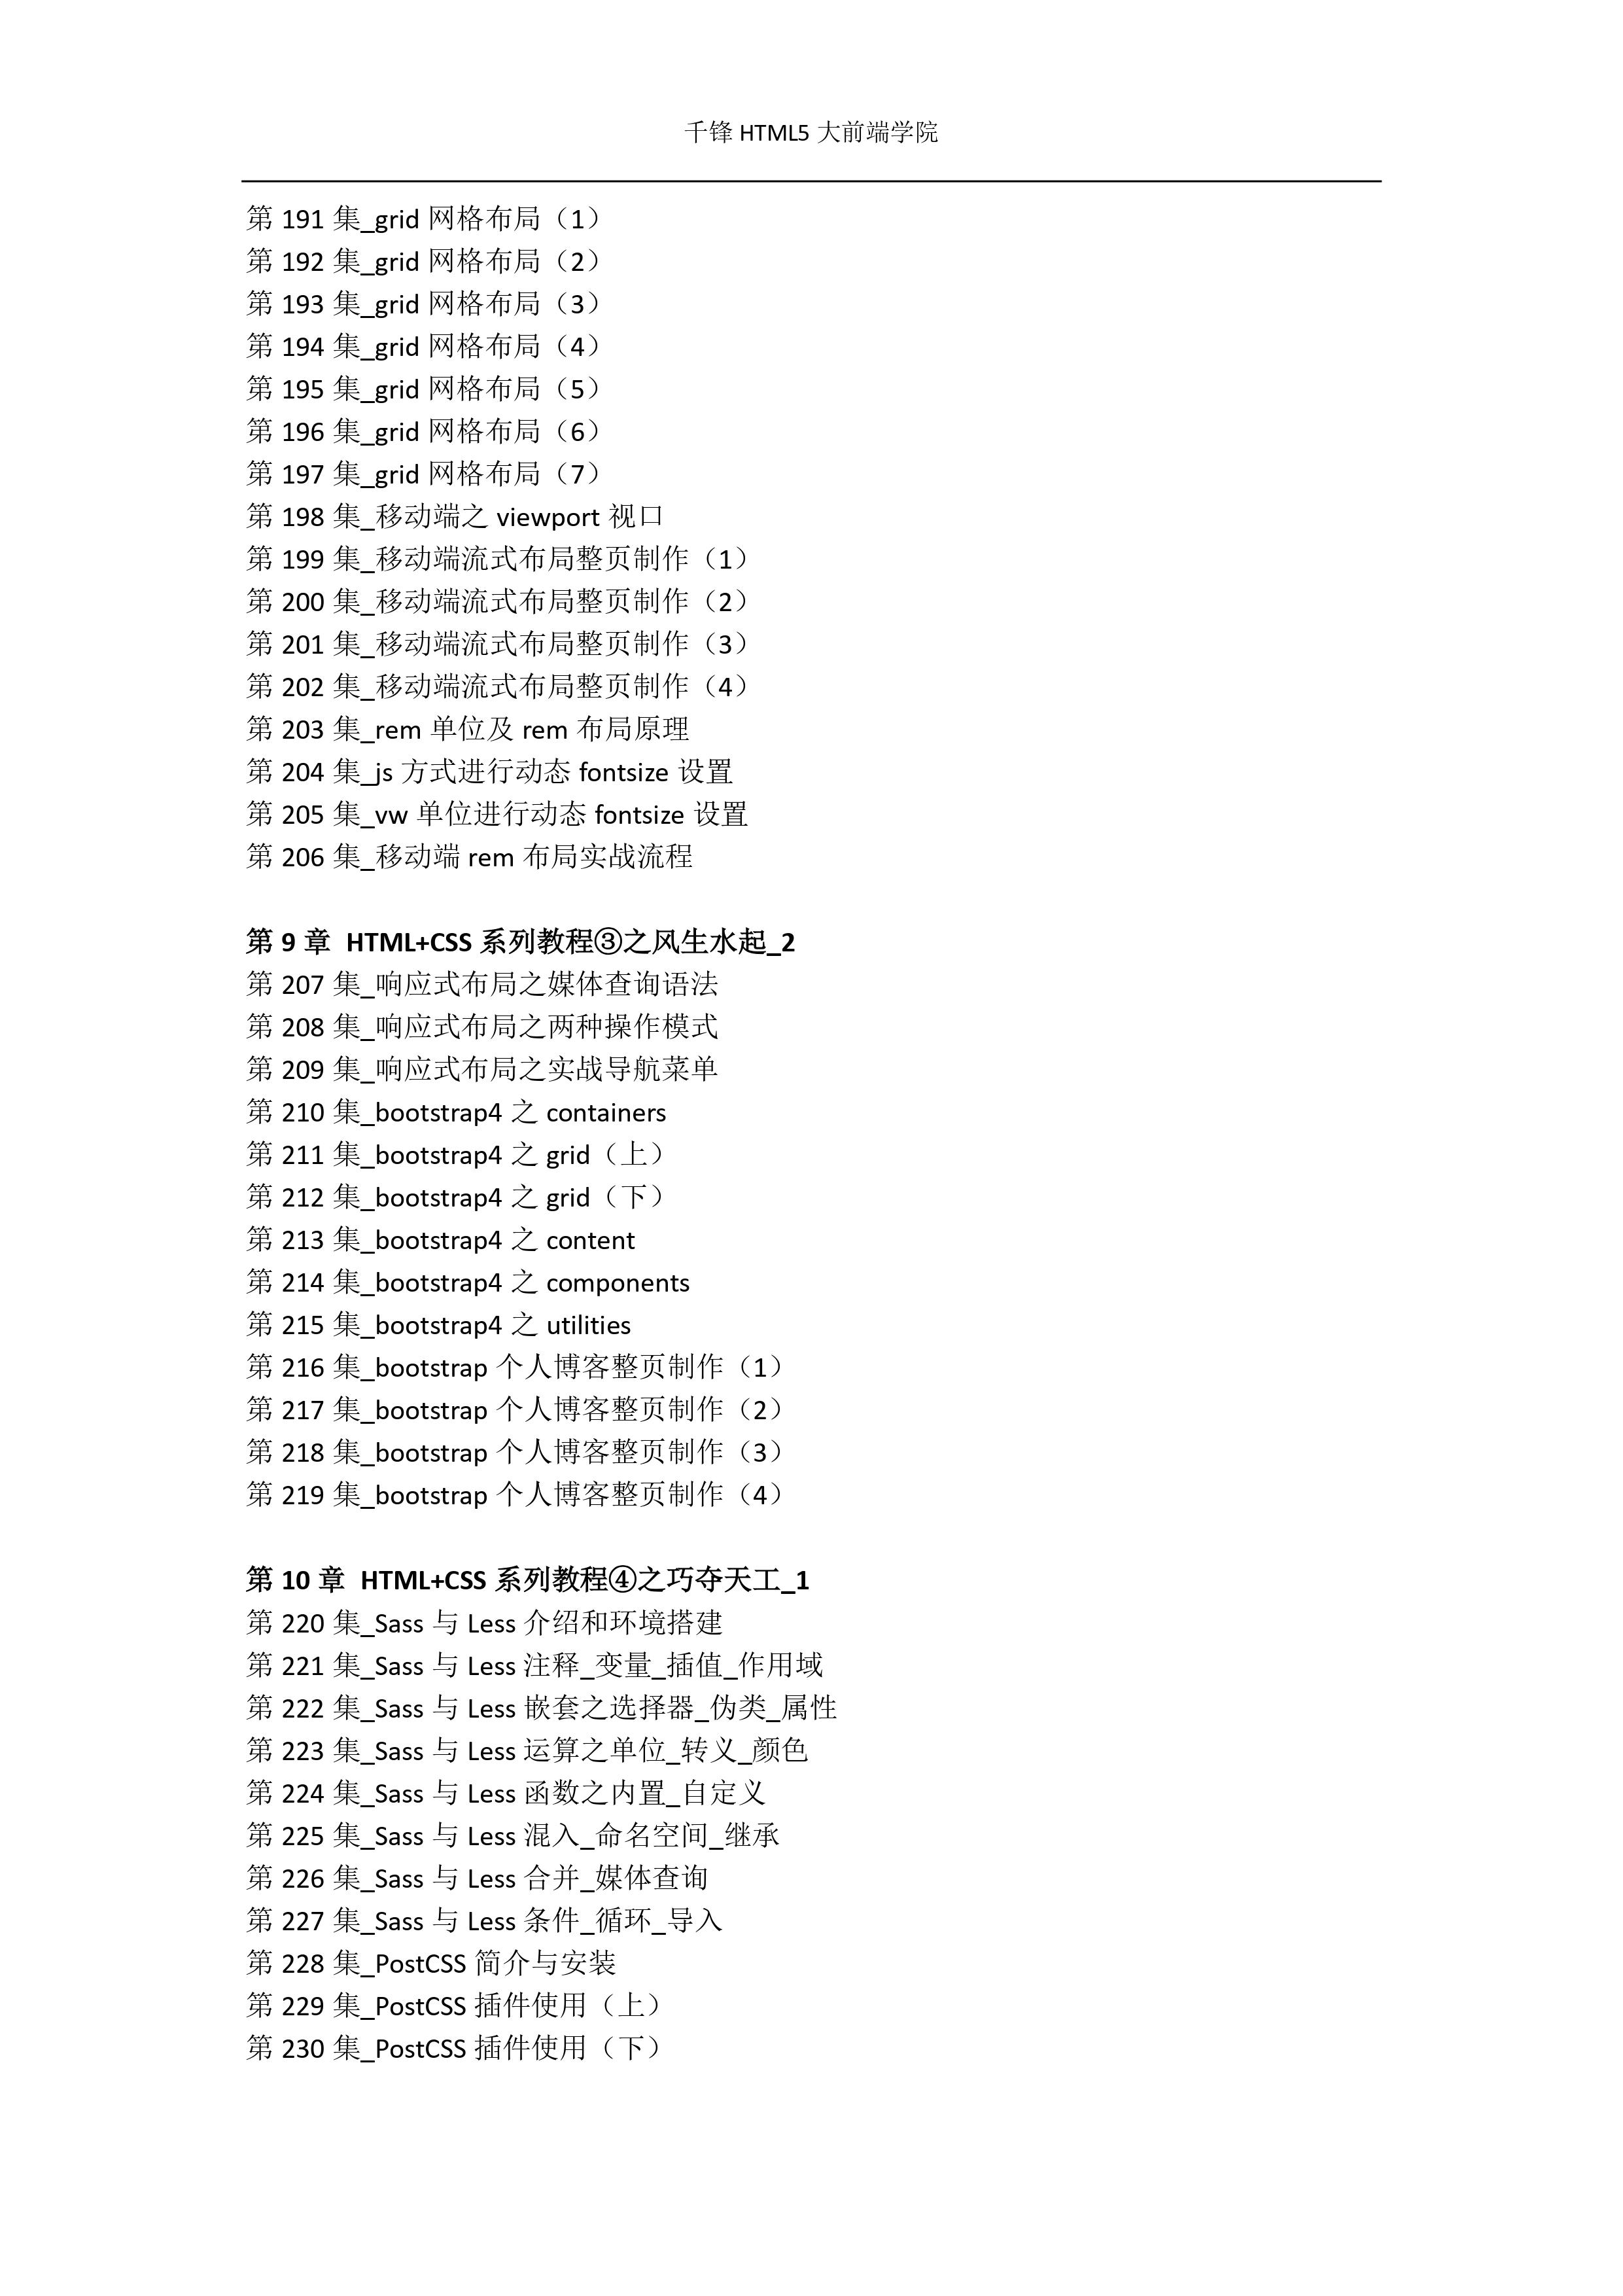 千锋 HTML5 大前端学院
第 191 集_grid 网格布局（1）
第 192 集_grid 网格布局（2）
第 193 集_grid 网格布局（3）
第 194 集_grid 网格布局（4）
第 195 集_grid 网格布局（5）
第 196 集_grid 网格布局（6）
第 197 集_grid 网格布局（7）
第 198 集_移动端之 viewport 视口
第 199 集_移动端流式布局整页制作（1）
第 200 集_移动端流式布局整页制作（2）
第 201 集_移动端流式布局整页制作（3）
第 202 集_移动端流式布局整页制作（4）
第 203 集_rem 单位及 rem 布局原理
第 204 集_js 方式进行动态 fontsize 设置
第 205 集_vw 单位进行动态 fontsize 设置
第 206 集_移动端 rem 布局实战流程
第 9 章 HTML+CSS 系列教程③之风生水起_2
第 207 集_响应式布局之媒体查询语法
第 208 集_响应式布局之两种操作模式
第 209 集_响应式布局之实战导航菜单
第 210 集_bootstrap4 之 containers
第 211 集_bootstrap4 之 grid（上）
第 212 集_bootstrap4 之 grid（下）
第 213 集_bootstrap4 之 content
第 214 集_bootstrap4 之 components
第 215 集_bootstrap4 之 utilities
第 216 集_bootstrap 个人博客整页制作（1）
第 217 集_bootstrap 个人博客整页制作（2）
第 218 集_bootstrap 个人博客整页制作（3）
第 219 集_bootstrap 个人博客整页制作（4）
第 10 章 HTML+CSS 系列教程④之巧夺天工_1
第 220 集_Sass 与 Less 介绍和环境搭建
第 221 集_Sass 与 Less 注释_变量_插值_作用域
第 222 集_Sass 与 Less 嵌套之选择器_伪类_属性
第 223 集_Sass 与 Less 运算之单位_转义_颜色
第 224 集_Sass 与 Less 函数之内置_自定义
第 225 集_Sass 与 Less 混入_命名空间_继承
第 226 集_Sass 与 Less 合并_媒体查询
第 227 集_Sass 与 Less 条件_循环_导入
第 228 集_PostCSS 简介与安装
第 229 集_PostCSS 插件使用（上）
第 230 集_PostCSS 插件使用（下）